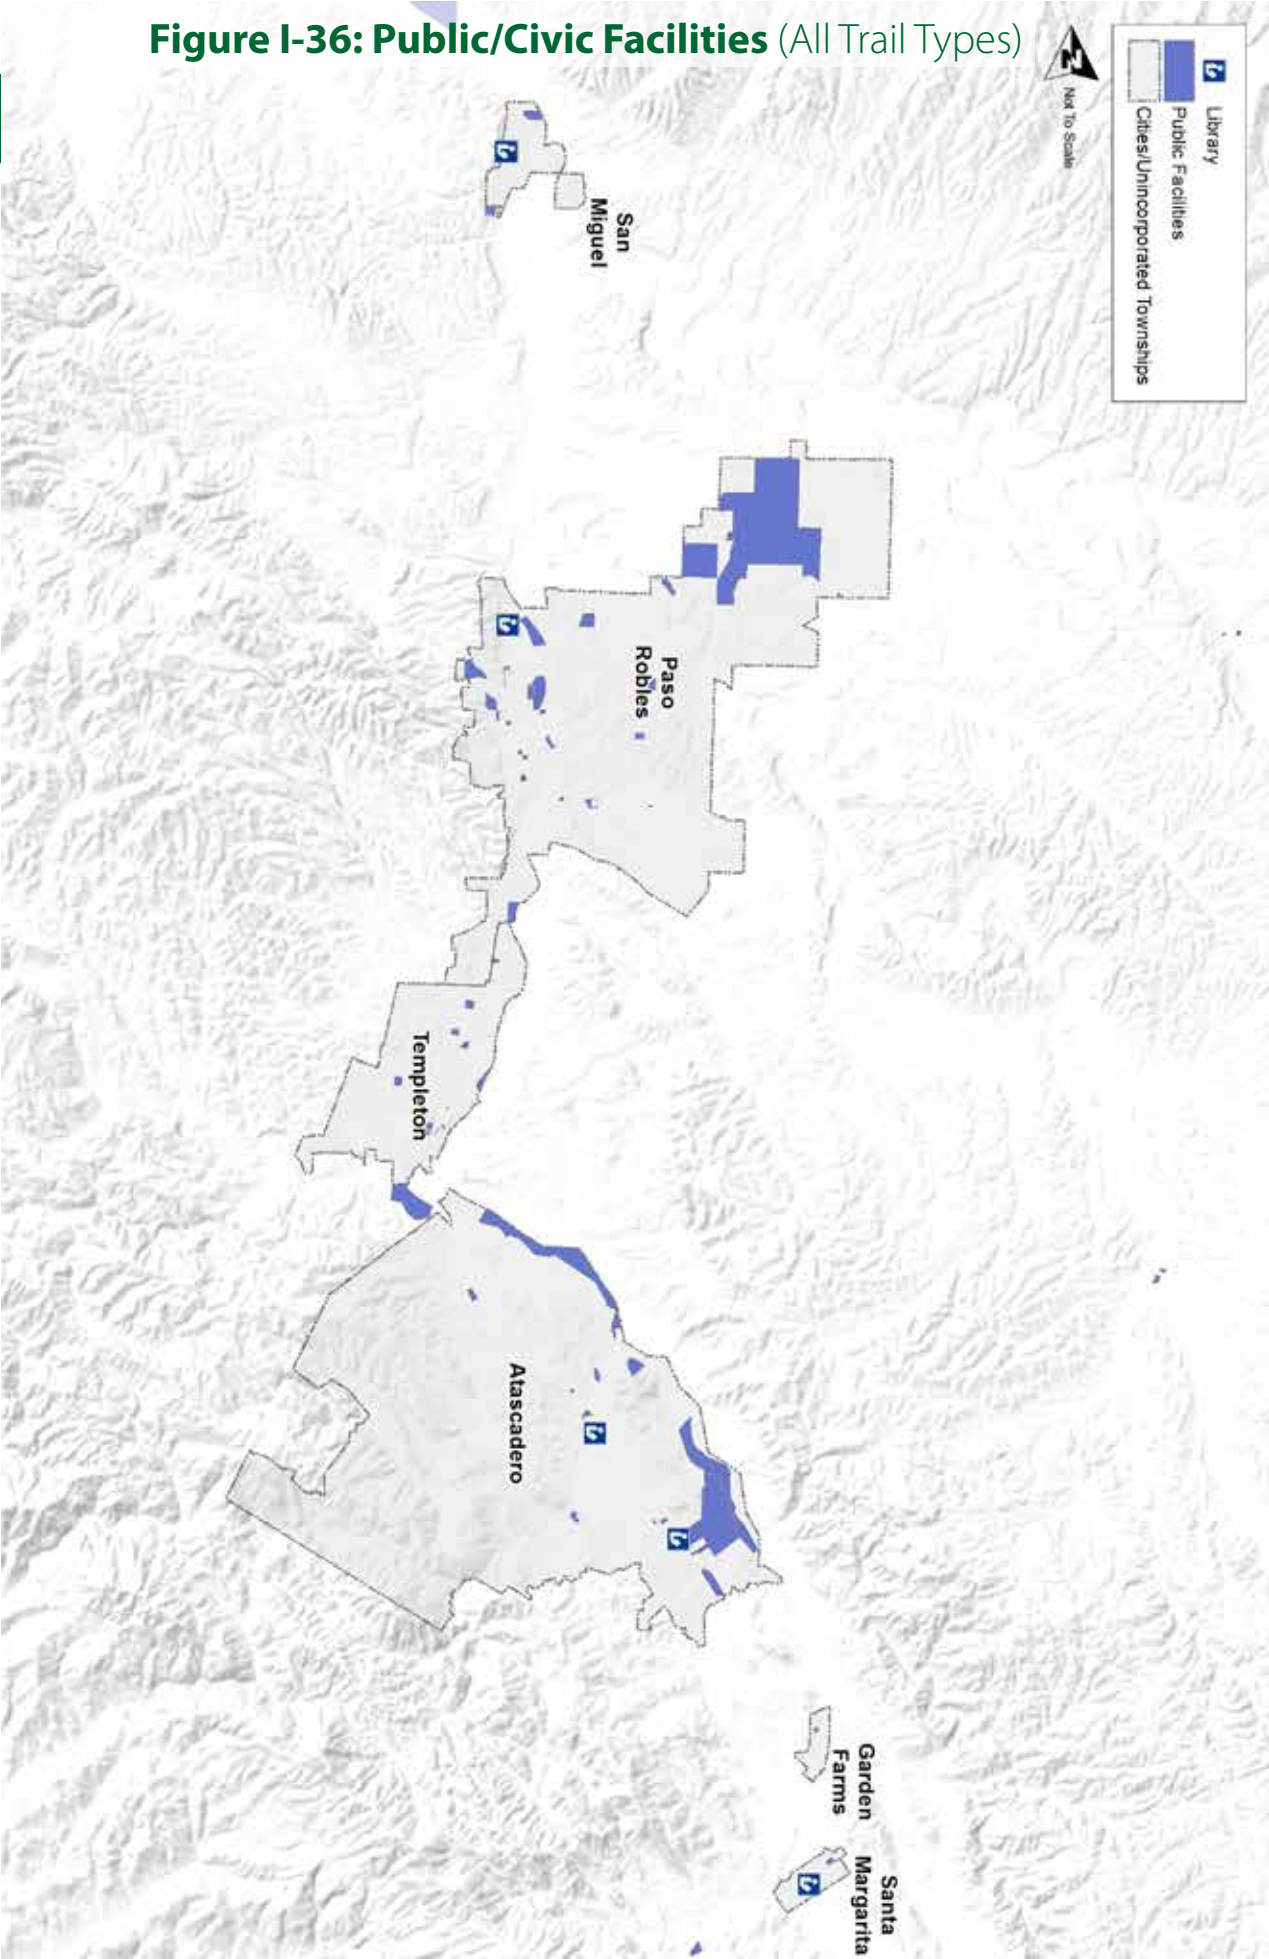 Figure I-36: Public/Civic Facilities (All Trail Types)
Library
Public Facilities
Cities/Unincorporated Townships
N
Not To Scale
San
Miguel
Paso
Robles
Templeton
Atascadero
Garden
Farms
Santa
Margarita